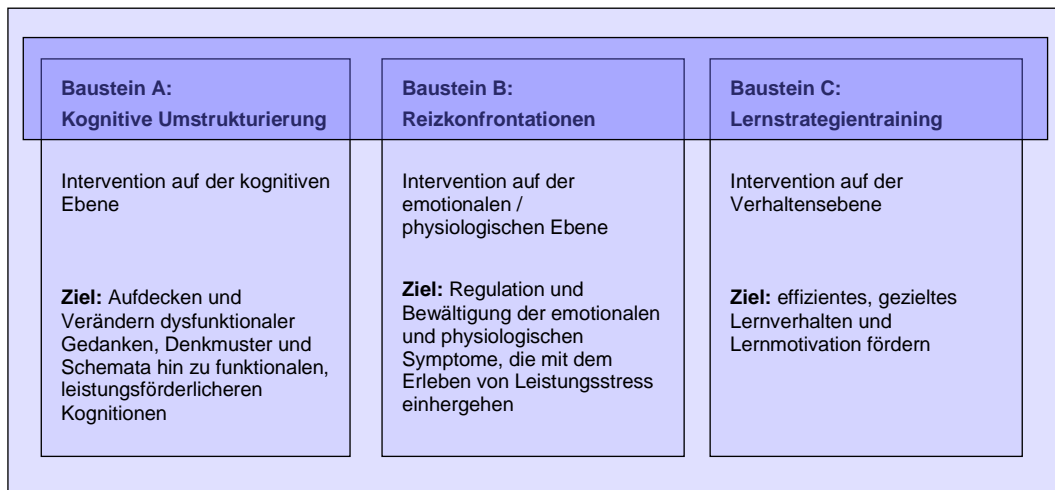 Baustein A:
Kognitive Umstrukturierung
Intervention auf der kognitiven
Ebene
Ziel: Aufdecken und
Verändern dysfunktionaler
Gedanken, Denkmuster und
Schemata hin zu funktionalen,
leistungsförderlicheren
Kognitionen
Baustein B:
Reizkonfrontationen
Intervention auf der
emotionalen /
physiologischen Ebene
Ziel: Regulation und
Bewältigung der emotionalen
und physiologischen
Symptome, die mit dem
Erleben von Leistungsstress
einhergehen
Baustein C:
Lernstrategientraining
Intervention auf der
Verhaltensebene
Ziel: effizientes, gezieltes
Lernverhalten und
Lernmotivation fördern